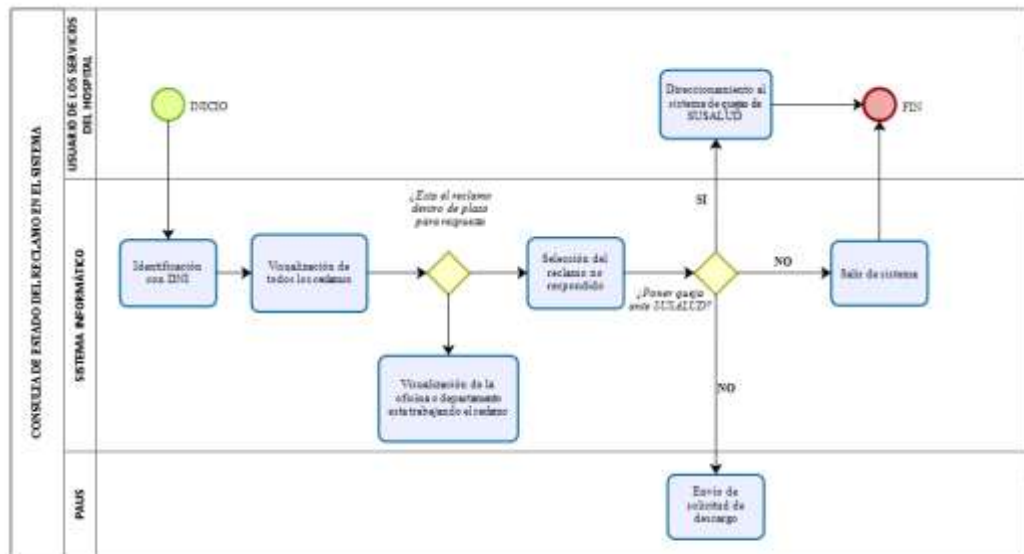 CONSULTA DE ESTADO DEL RECLAMO EN EL SISTEMA
USUARIO DE LOS SERVICIOS
DEL HOSPITAL
INICIO
Direccionamiento al
sistema de quejas de
SUSALUD
FIN
SISTEMA INFORMÁTICO
Identificación
con DNI
Visualización de
todos los reclamos
¿Esta el reclamo
dentro de plazo
para respuesta
Selección del
reclamo no
respondido
SI
¿Poner queja
ante SUSALUD?
NO
Salir de sistema
Visualización de la
oficina o departamento
esta trabajando el reclamo
NO
PAUS
Envío de
solicitud de
descargo